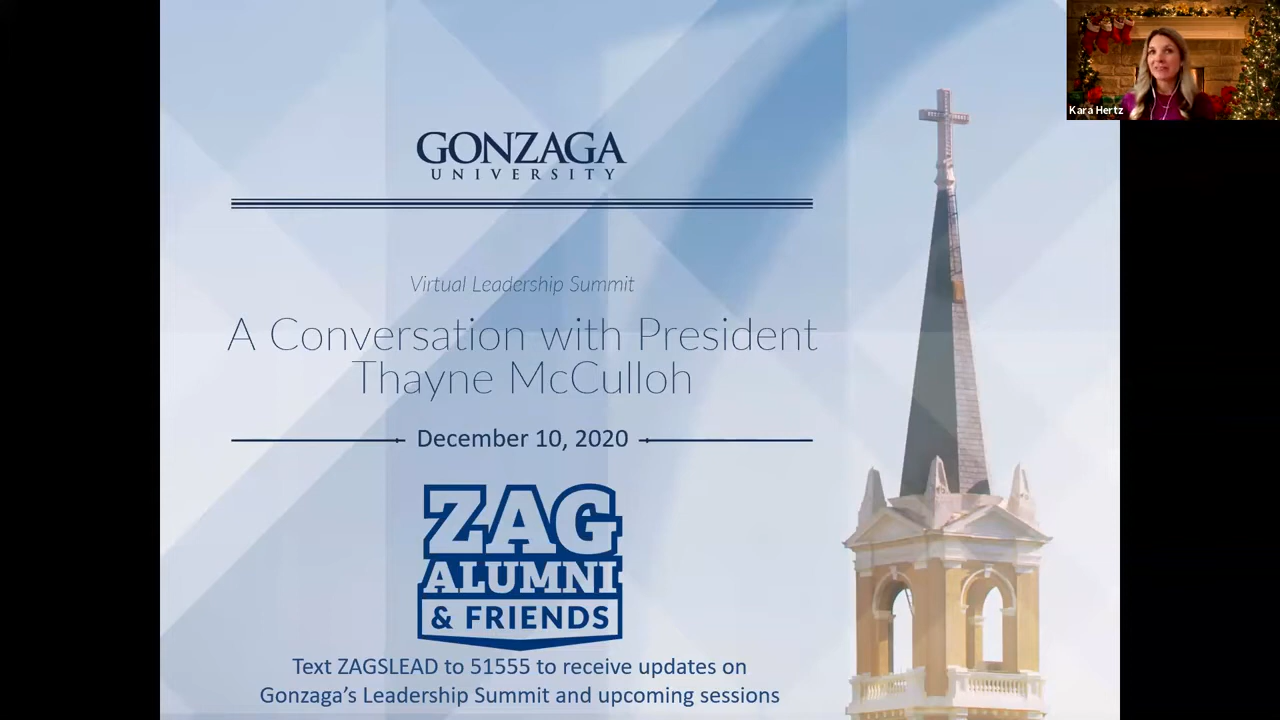 GONZAGA
UNIVERSITY
Virtual Leadership Summit
A Conversation with President
Thayne McCulloh
December 10, 2020
ZAG
ALUMNI
& FRIENDS
Text ZAGSLEAD to 51555 to receive updates on
Gonzaga’s Leadership Summit and upcoming sessions
Kara Hertz